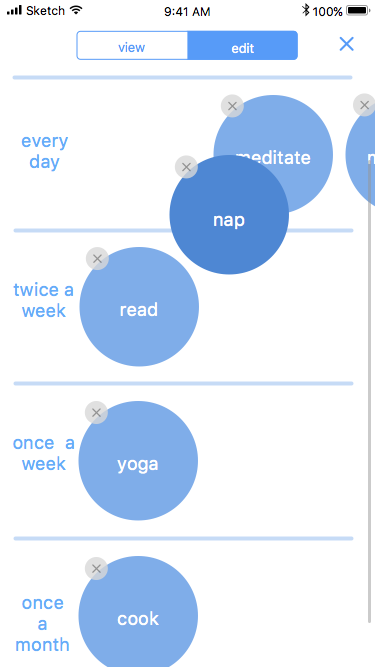 Sketch 9:41 AM 100%
view edit
every
day
meditate
nap
twice a
week
read
once a
week
yoga
once
a
month
cook